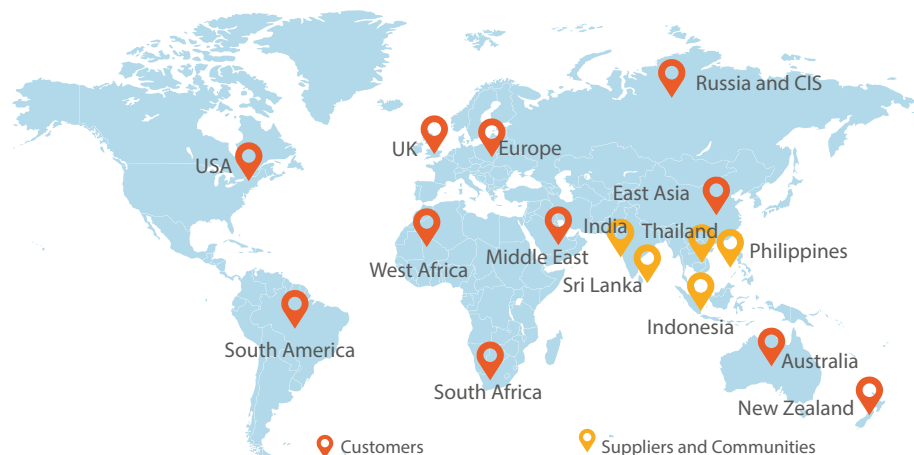 Russia and CIS
UK
Europe
USA
East Asia
India
Thailand
Philippines
Middle East
West Africa
Sri Lanka
Indonesia
South America
Australia
South Africa
New Zealand
Customers
Suppliers and Communities